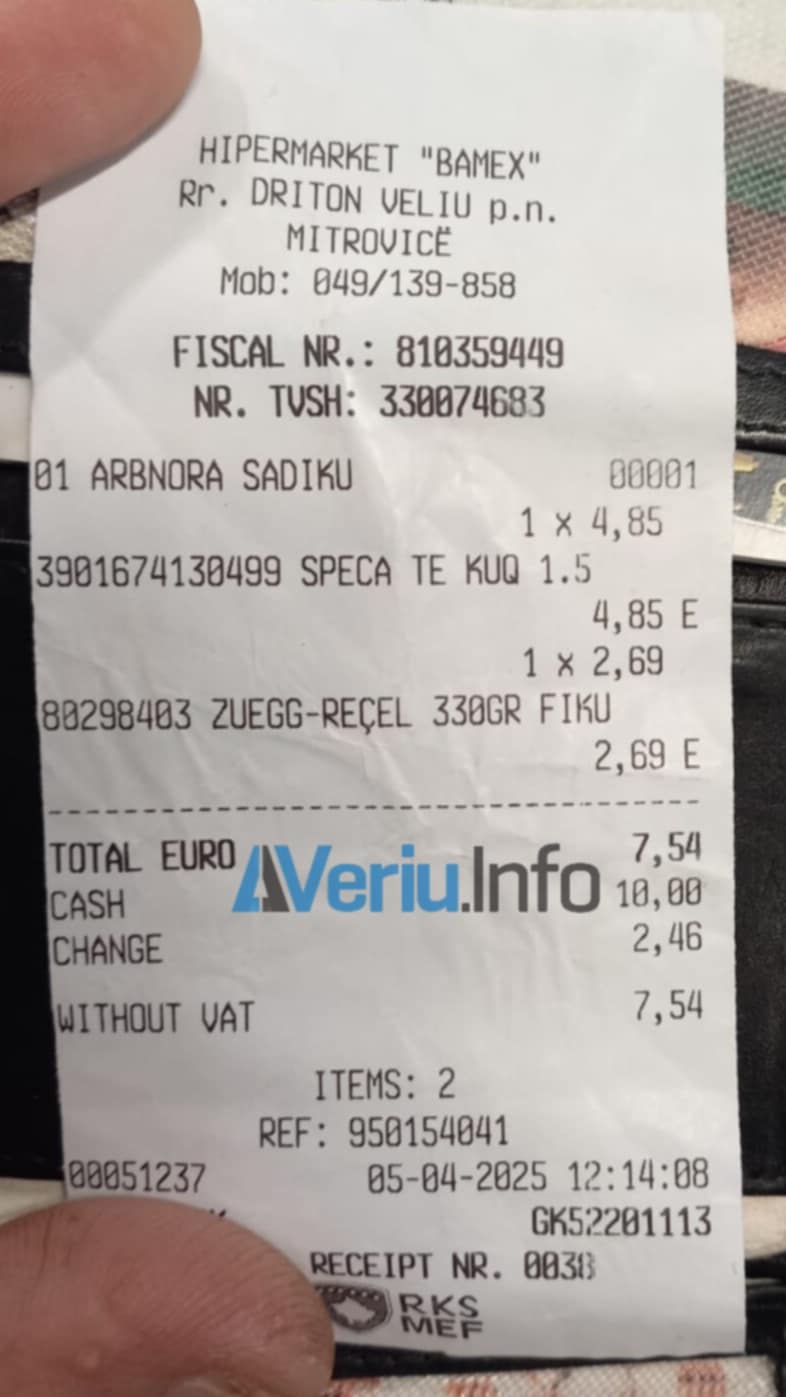 HIPERMARKET "BAMEX"
Rr. DRITON VELIU p.n.
MITROVICË
Mob: 049/139-858
FISCAL NR.: 810359449
NR. TVSH: 330074683
01 ARBNORA SADIKU 00001
1 x 4,85
3901674130499 SPECA TE KUQ 1.5
4,85 E
1 x 2,69
80298403 ZUEGG-REÇEL 330GR FIKU
2,69 E
TOTAL EURO 7,54
AVeriu.Info
CASH 10,00
CHANGE 2,46
WITHOUT VAT 7,54
ITEMS: 2
REF: 950154041
00051237 05-04-2025 12:14:08
GK52201113
RECEIPT NR. 0038
RKS
MEF